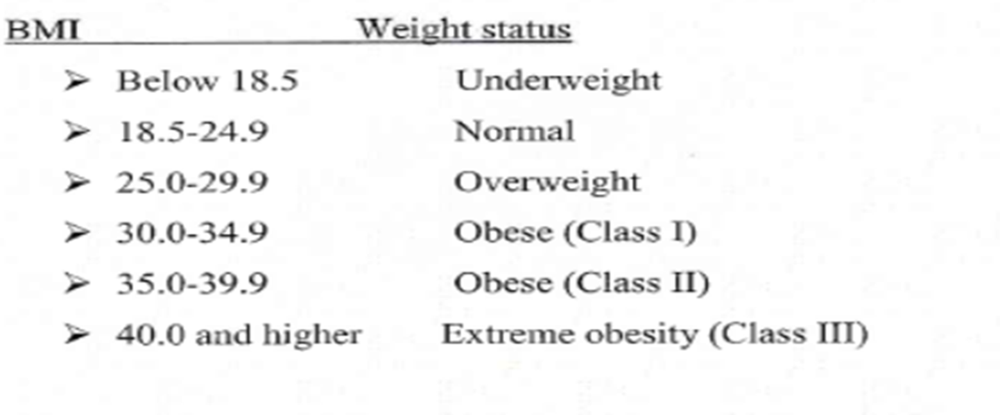 BMI Weight status
➢ Below 18.5 Underweight
➢ 18.5-24.9 Normal
➢ 25.0-29.9 Overweight
➢ 30.0-34.9 Obese (Class I)
➢ 35.0-39.9 Obese (Class II)
➢ 40.0 and higher Extreme obesity (Class III)